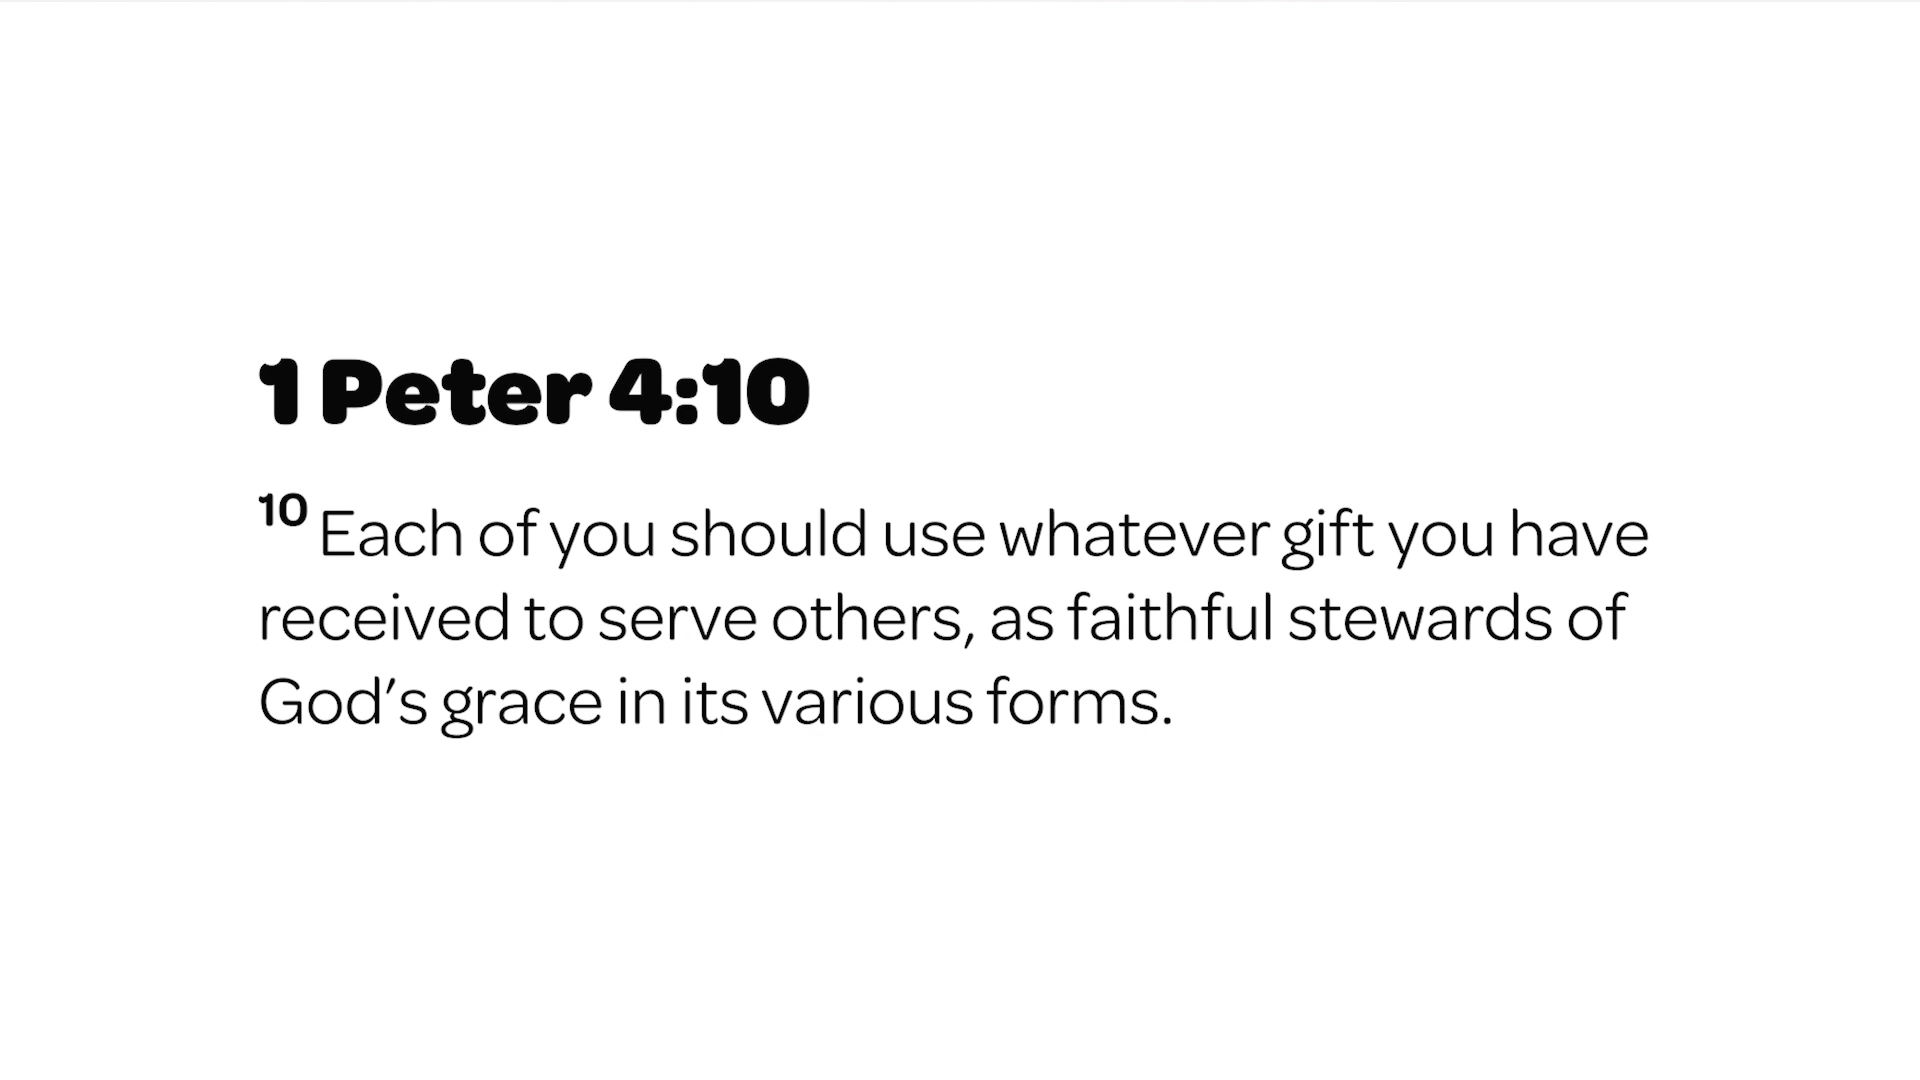 1 Peter 4:10
10 Each of you should use whatever gift you have
received to serve others, as faithful stewards of
God’s grace in its various forms.